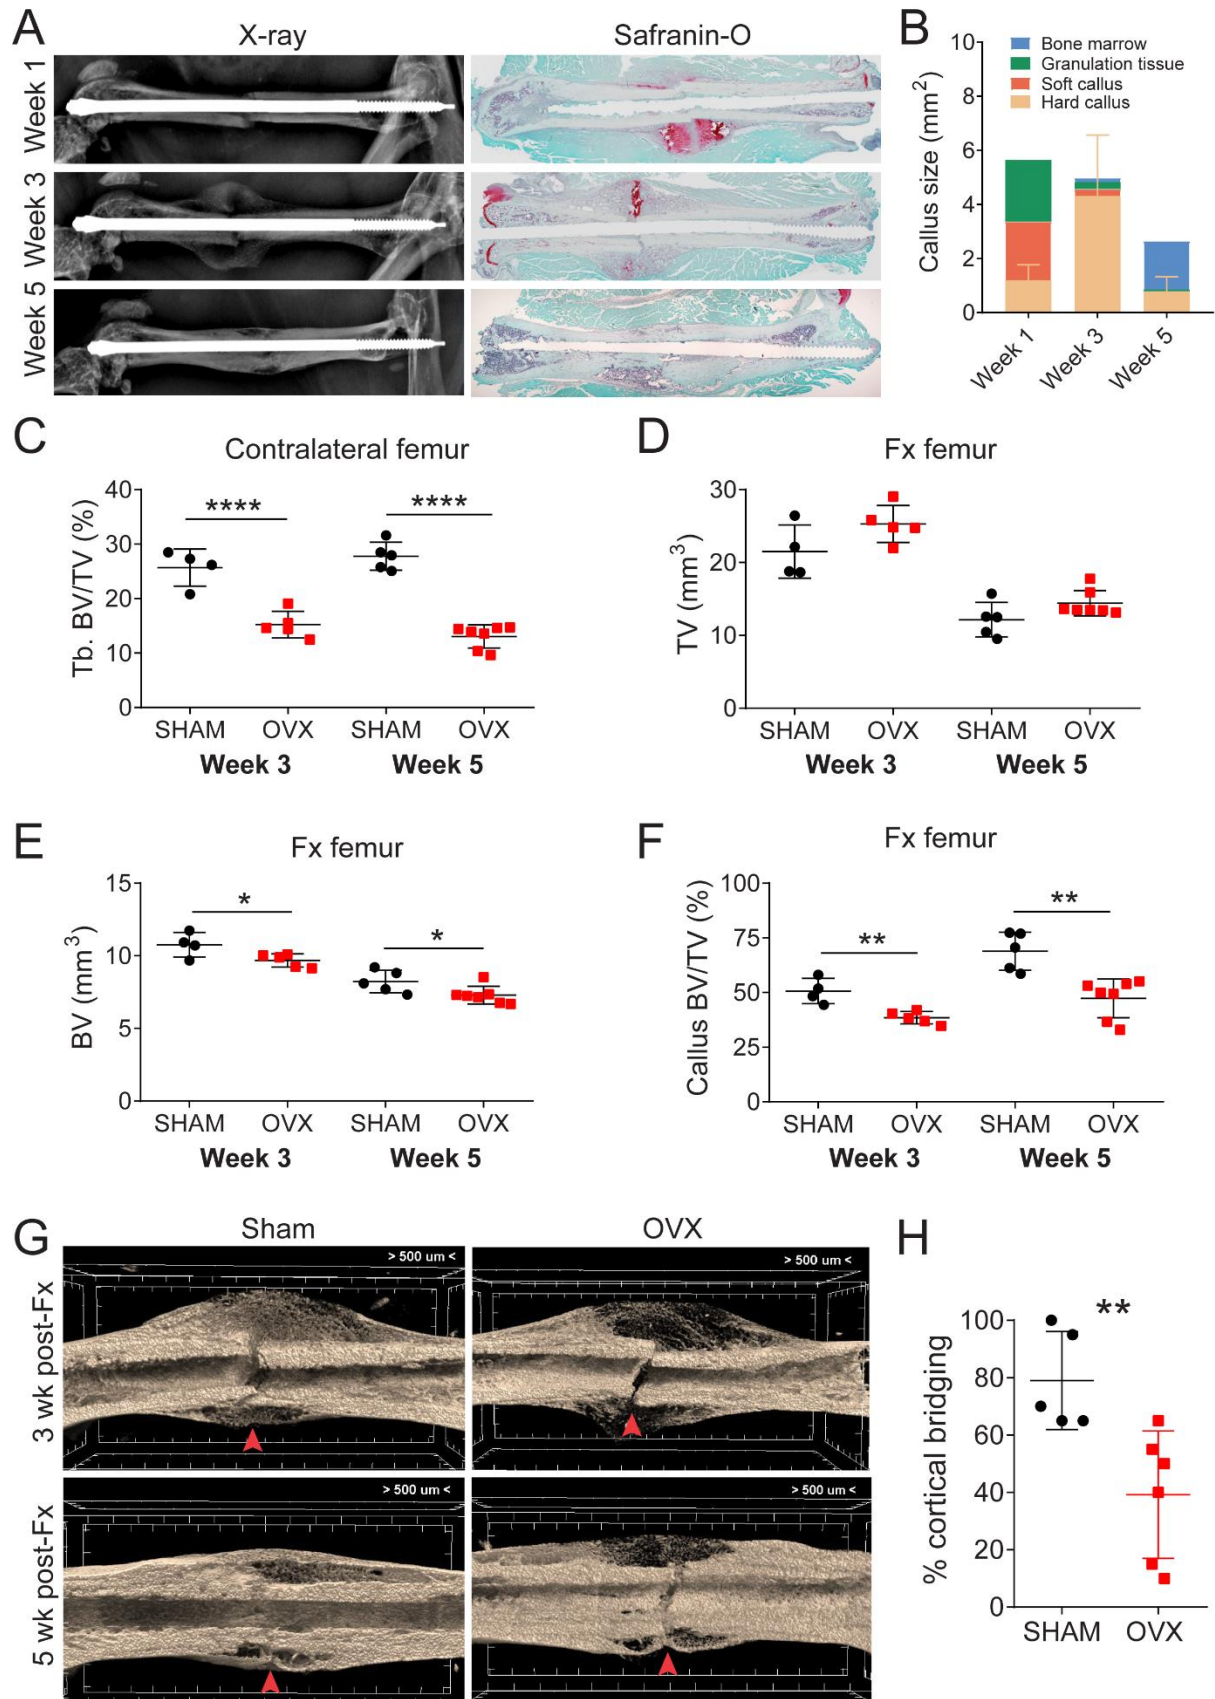 A
X-ray
Safranin-O
Week 1
Week 3
Week 5
B
Bone marrow
Granulation tissue
Soft callus
Hard callus
Callus size (mm²)
10
8
6
4
2
0
Week 1
Week 3
Week 5
C
Contralateral femur
Tb. BV/TV (%)
40
30
20
10
0
****
****
SHAM OVX SHAM OVX
Week 3 Week 5
D
Fx femur
TV (mm³)
30
20
10
0
SHAM OVX SHAM OVX
Week 3 Week 5
E
Fx femur
BV (mm³)
15
10
5
0
*
*
SHAM OVX SHAM OVX
Week 3 Week 5
F
Fx femur
Callus BV/TV (%)
100
75
50
25
0
**
**
SHAM OVX SHAM OVX
Week 3 Week 5
G
Sham
OVX
3 wk post-Fx
> 500 um <
> 500 um <
5 wk post-Fx
> 500 um <
> 500 um <
H
% cortical bridging
**
100
80
60
40
20
0
SHAM OVX